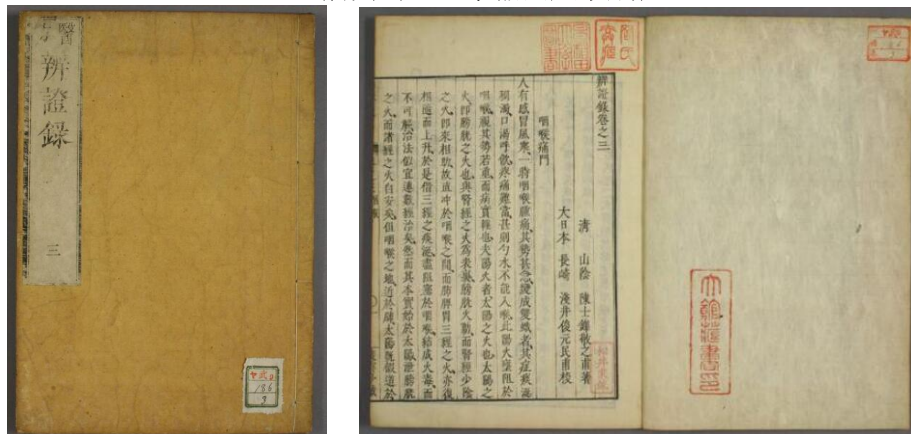 醫
辨證錄
三
186
3
辨證錄卷之三
清　山陰　陳士鐸敬之甫著
大日本　長崎　淺井俊元民甫校
咽喉痛門
人有感冒風寒一時咽喉腫痛其勢甚急變成雙蛾者其症痰涎
稠濁口渴呼飲疼痛難當甚則勺水不能入喉此陽火壅阻於
咽喉視其勢若重而病實輕也夫陽火者太陽之火也太陽之
火即膀胱之火也與腎經之火為表裏膀胱火動而腎經少陰
之火即來相助故直冲於咽喉之間而肺脾胃三經之火亦復
相隨而上升於是借三經之痰涎盡阻塞於咽喉結成火毒而
不可解治法似宜連數經治矣然而其本實始於太陽泄膀胱
之火而諸經之火自安矣但咽喉之地近於肺太陽旣假道於